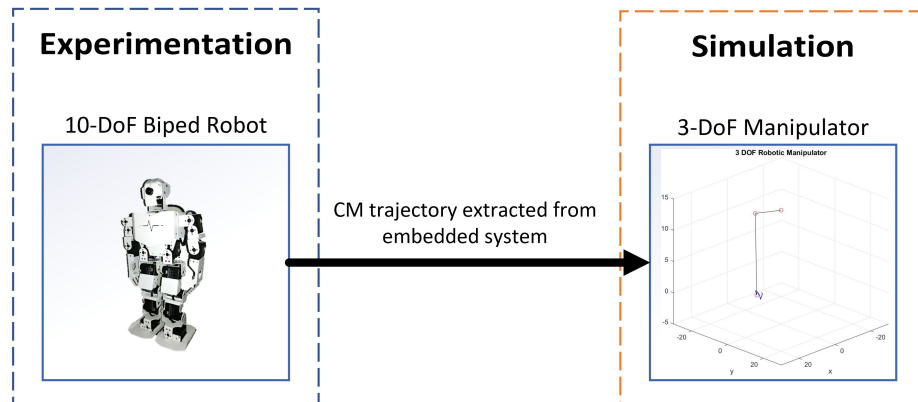 Experimentation
Simulation
10-DoF Biped Robot
3-DoF Manipulator
3 DOF Robotic Manipulator
CM trajectory extracted from
embedded system
15
10
5
0
-5
-20
0
20
y
20
0
-20
x